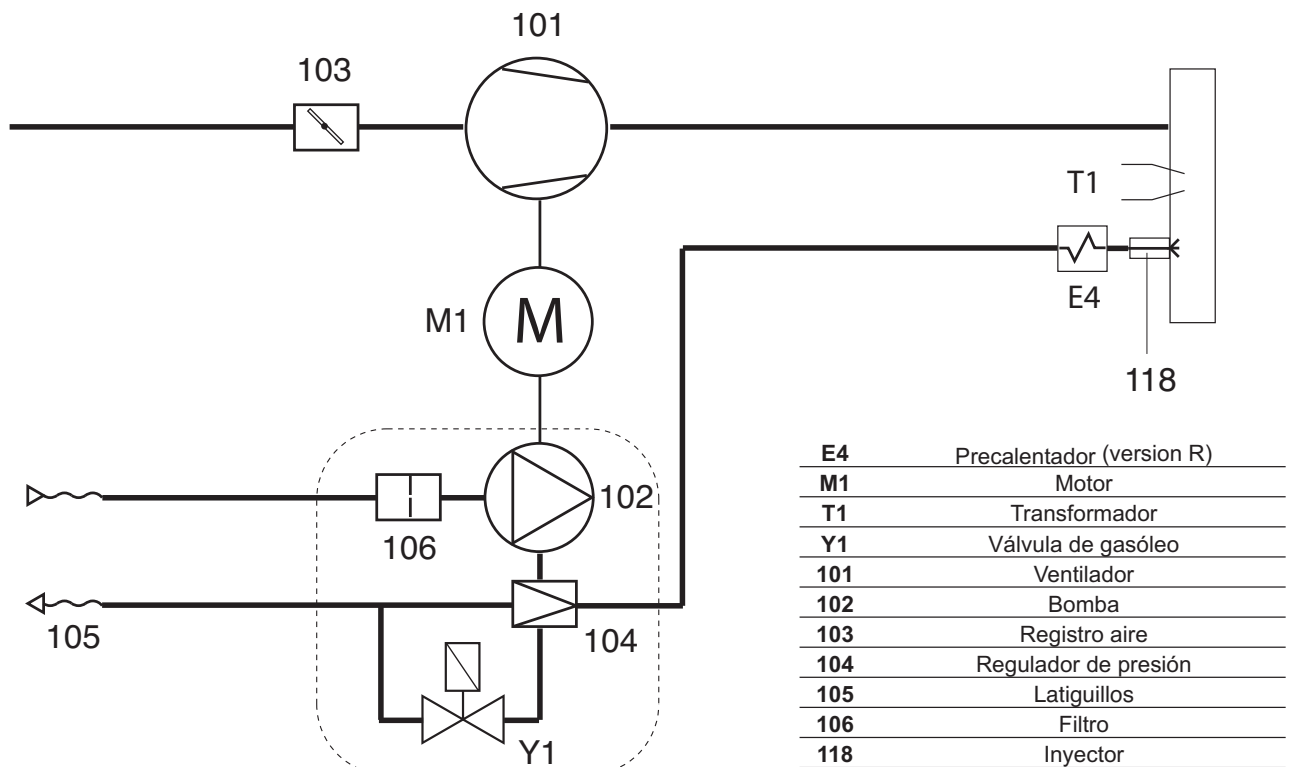 101
103
T1
E4
M1
M
118
102
106
105
104
Y1
E4 Precalentador (version R)
M1 Motor
T1 Transformador
Y1 Válvula de gasóleo
101 Ventilador
102 Bomba
103 Registro aire
104 Regulador de presión
105 Latiguillos
106 Filtro
118 Inyector